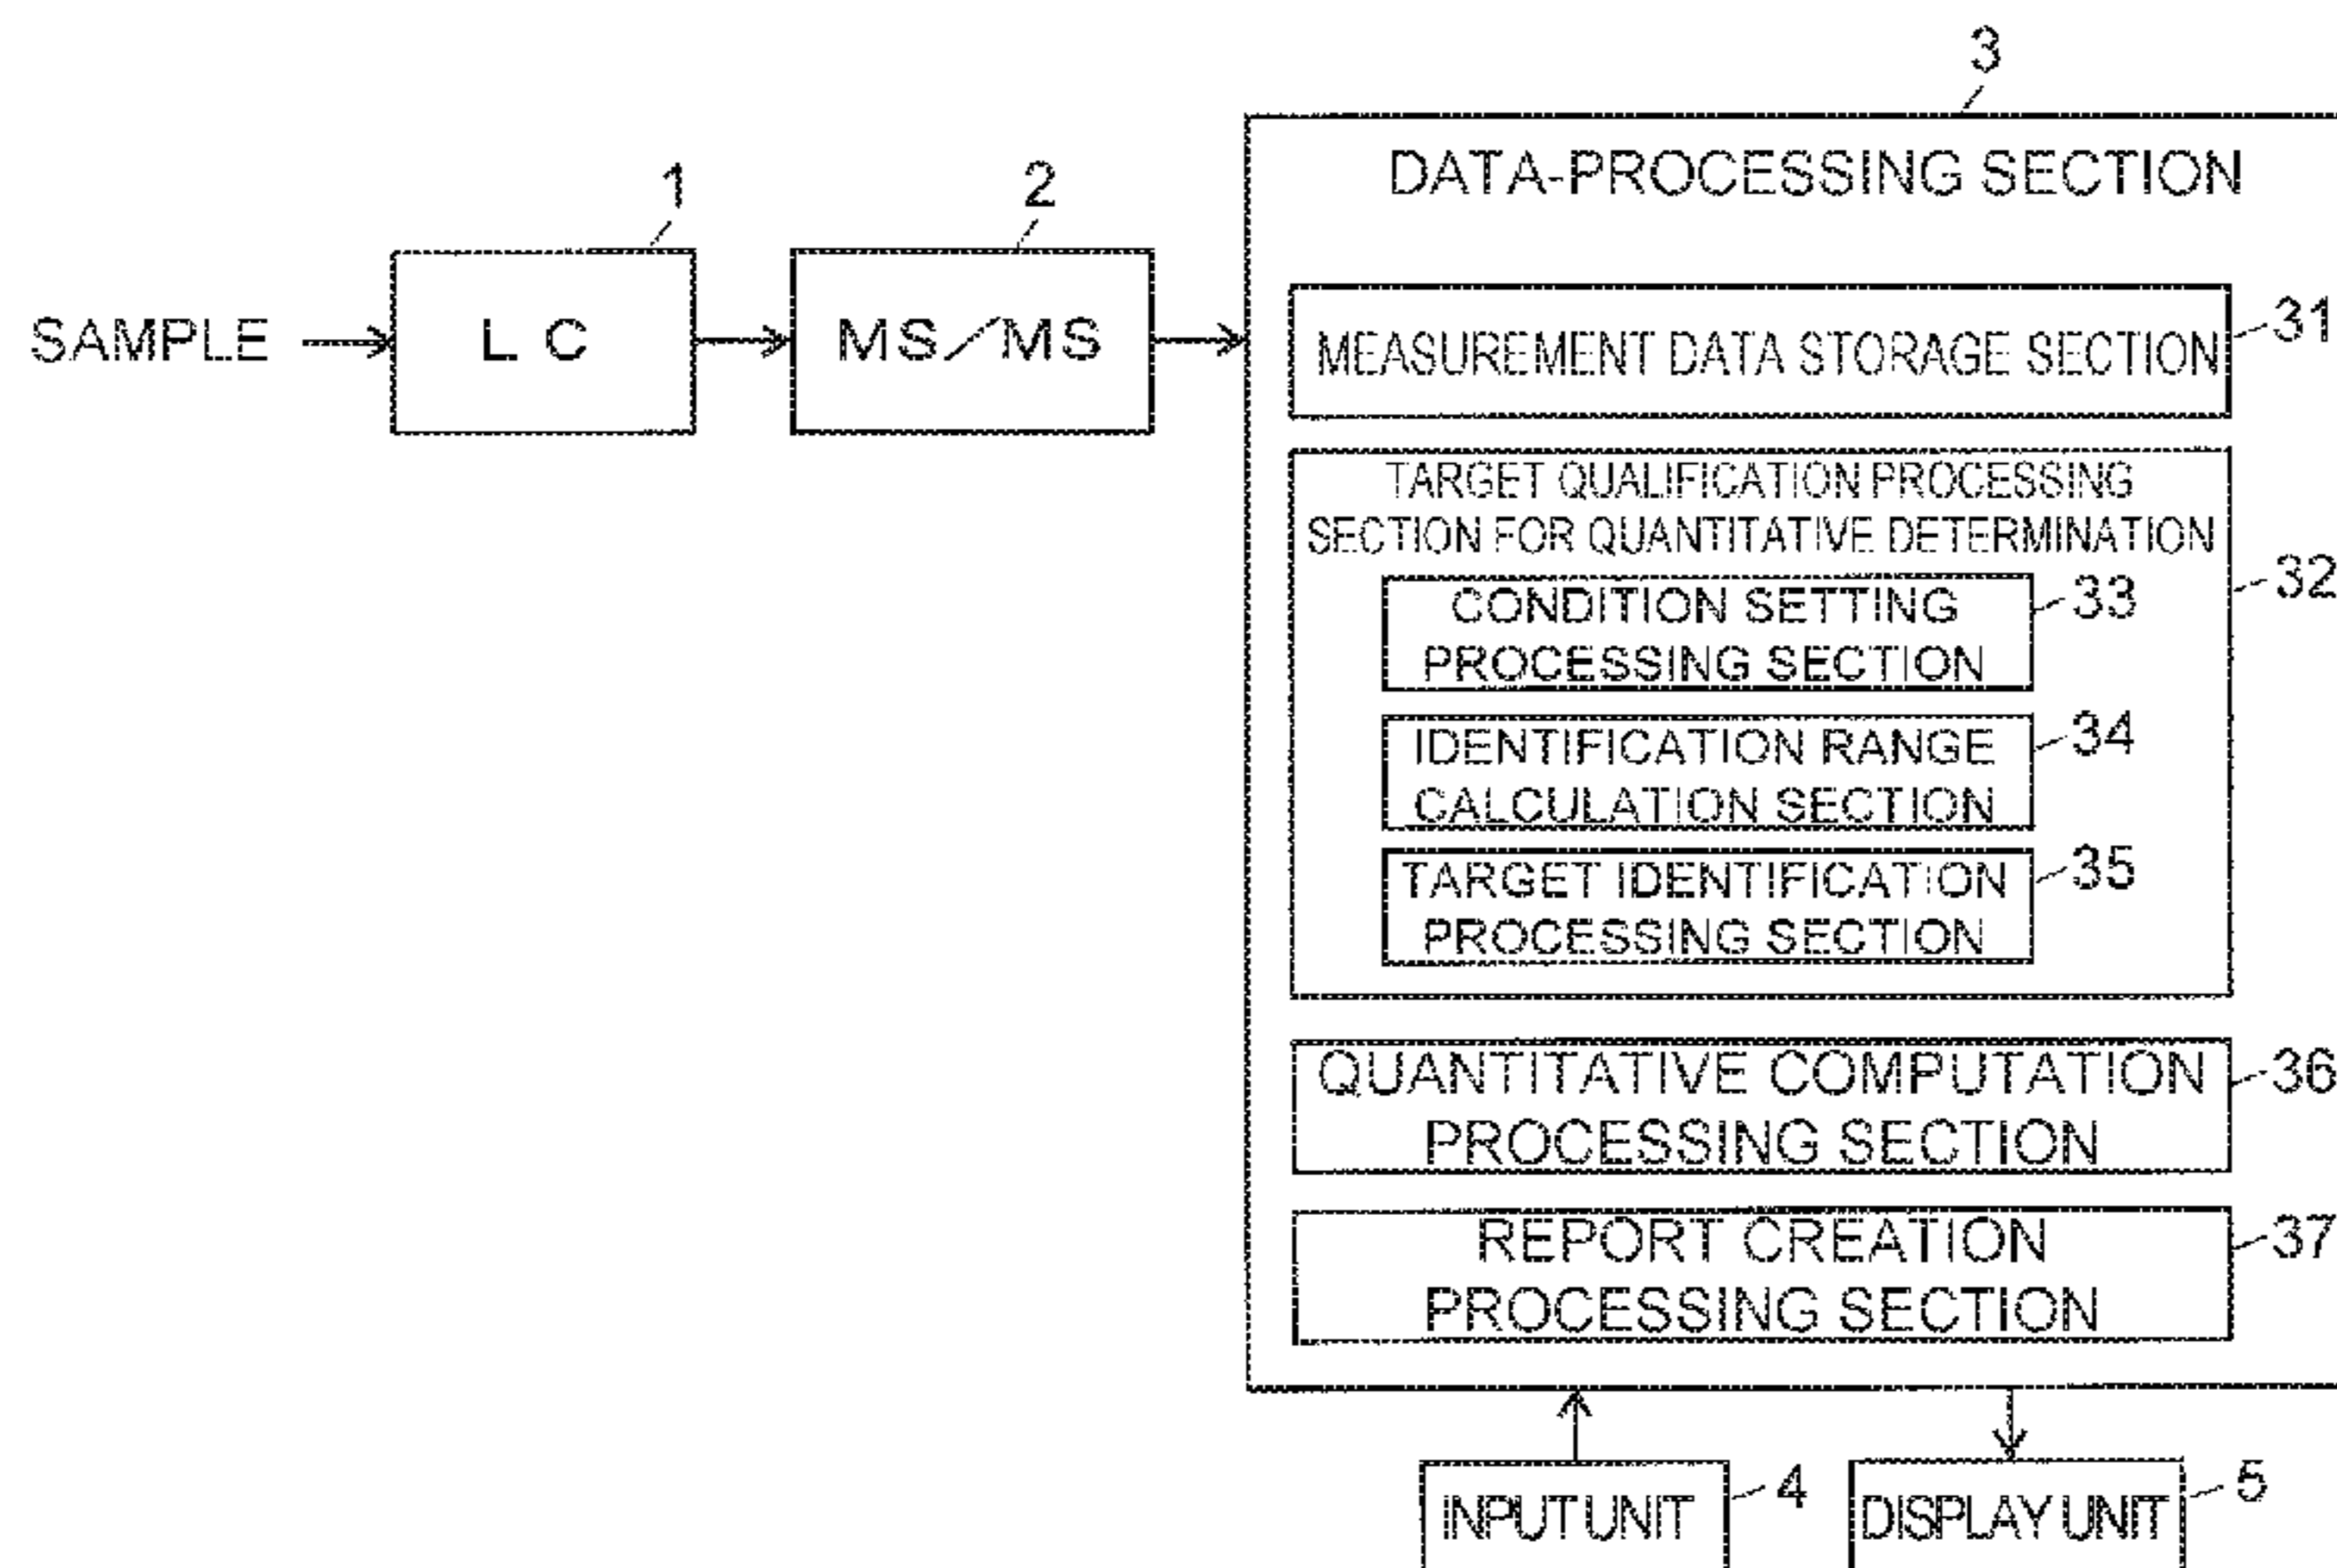 3
DATA-PROCESSING SECTION
1
2
SAMPLE
LC
MS/MS
MEASUREMENT DATA STORAGE SECTION
31
TARGET QUALIFICATION PROCESSING
SECTION FOR QUANTITATIVE DETERMINATION
32
CONDITION SETTING
PROCESSING SECTION
33
IDENTIFICATION RANGE
CALCULATION SECTION
34
TARGET IDENTIFICATION
PROCESSING SECTION
35
QUANTITATIVE COMPUTATION
PROCESSING SECTION
36
REPORT CREATION
PROCESSING SECTION
37
INPUT UNIT
4
DISPLAY UNIT
5